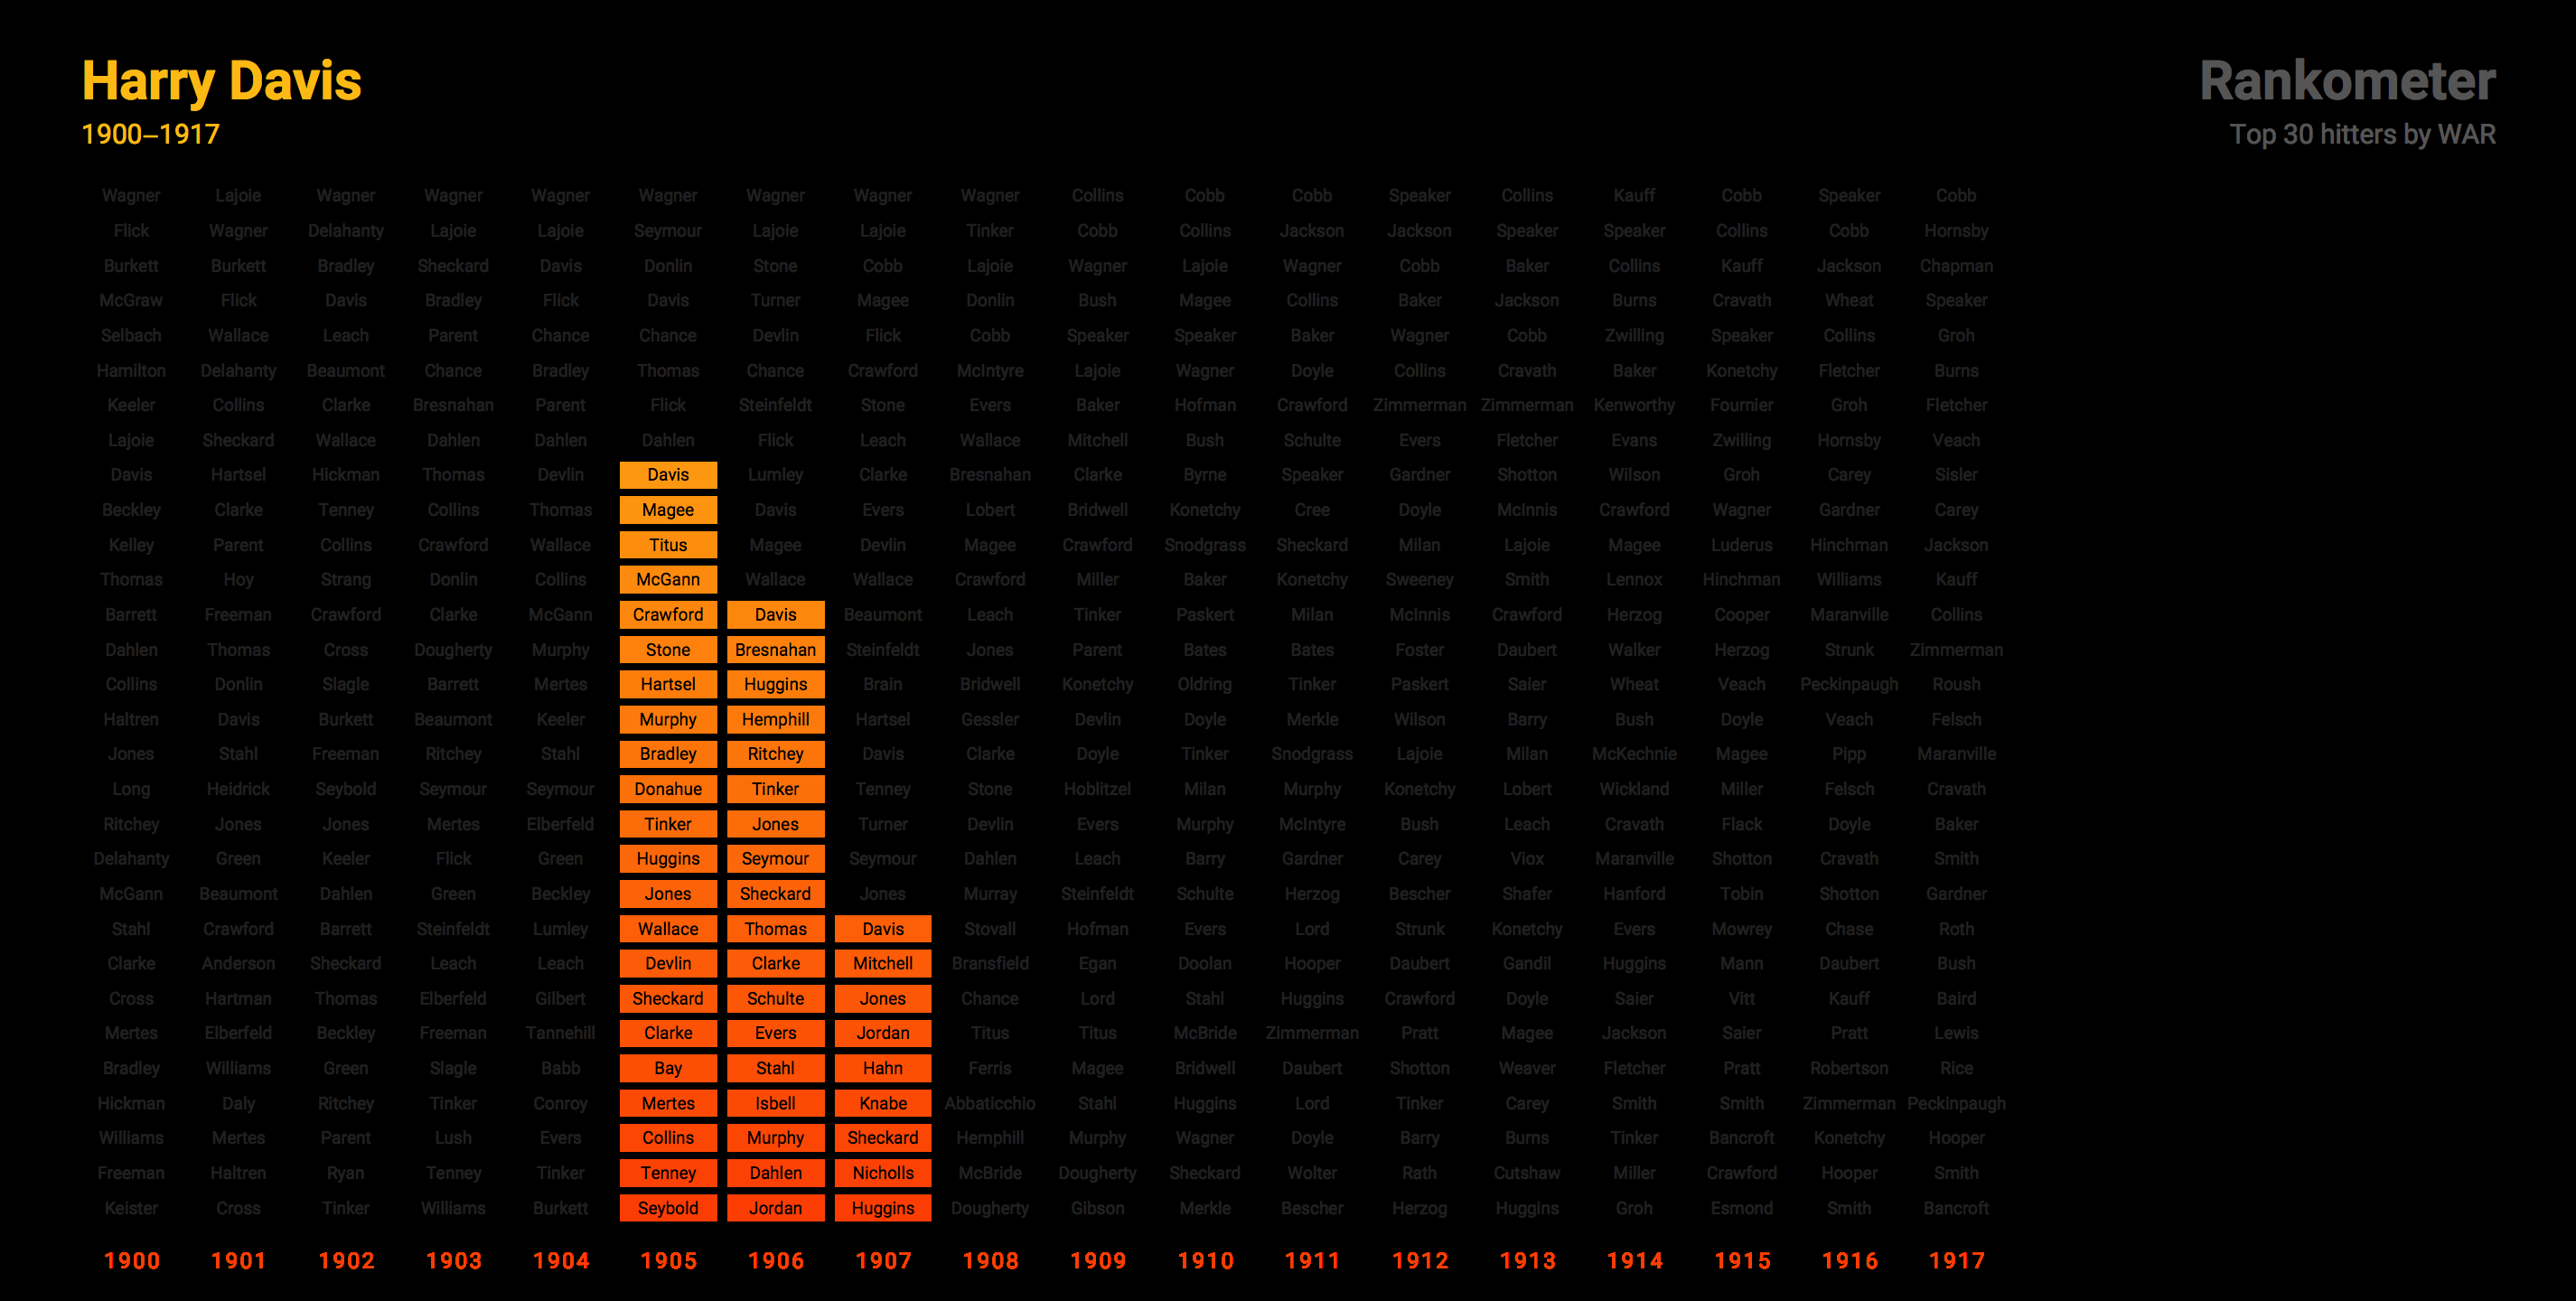 Harry Davis
1900–1917
Rankometer
Top 30 hitters by WAR
Wagner Lajoie Wagner Wagner Wagner Wagner Wagner Wagner Wagner Collins Cobb Cobb Speaker Collins Kauff Cobb Speaker Cobb
Flick Wagner Delahanty Lajoie Lajoie Seymour Lajoie Lajoie Tinker Cobb Collins Jackson Jackson Speaker Speaker Collins Cobb Hornsby
Burkett Burkett Bradley Sheckard Davis Donlin Stone Cobb Lajoie Wagner Lajoie Wagner Cobb Baker Collins Kauff Jackson Chapman
McGraw Flick Davis Bradley Flick Davis Turner Magee Donlin Bush Magee Collins Baker Jackson Burns Cravath Wheat Speaker
Selbach Wallace Leach Parent Chance Chance Devlin Flick Cobb Speaker Speaker Baker Wagner Cobb Zwilling Speaker Collins Groh
Hamilton Delahanty Beaumont Chance Bradley Thomas Chance Crawford McIntyre Lajoie Wagner Doyle Collins Cravath Baker Konetchy Fletcher Burns
Keeler Collins Clarke Bresnahan Parent Flick Steinfeldt Stone Evers Baker Hofman Crawford Zimmerman Zimmerman Kenworthy Fournier Groh Fletcher
Lajoie Sheckard Wallace Dahlen Dahlen Dahlen Flick Leach Wallace Mitchell Bush Schulte Evers Fletcher Evans Zwilling Hornsby Veach
Davis Hartsel Hickman Thomas Devlin Davis Lumley Clarke Bresnahan Clarke Byrne Speaker Gardner Shotton Wilson Groh Carey Sisler
Beckley Clarke Tenney Collins Thomas Magee Davis Evers Lobert Bridwell Konetchy Cree Doyle McInnis Crawford Wagner Gardner Carey
Kelley Parent Collins Crawford Wallace Titus Magee Devlin Magee Crawford Snodgrass Sheckard Milan Lajoie Magee Luderus Hinchman Jackson
Thomas Hoy Strang Donlin Collins McGann Wallace Wallace Crawford Miller Baker Konetchy Sweeney Smith Lennox Hinchman Williams Kauff
Barrett Freeman Crawford Clarke McGann Crawford Davis Beaumont Leach Tinker Paskert Milan McInnis Crawford Herzog Cooper Maranville Collins
Dahlen Thomas Cross Dougherty Murphy Stone Bresnahan Steinfeldt Jones Parent Bates Bates Foster Daubert Walker Herzog Strunk Zimmerman
Collins Donlin Slagle Barrett Mertes Hartsel Huggins Brain Bridwell Konetchy Oldring Tinker Paskert Saier Wheat Veach Peckinpaugh Roush
Haltren Davis Burkett Beaumont Keeler Murphy Hemphill Hartsel Gessler Devlin Doyle Merkle Wilson Barry Bush Doyle Veach Felsch
Jones Stahl Freeman Ritchey Stahl Bradley Ritchey Davis Clarke Doyle Tinker Snodgrass Lajoie Milan McKechnie Magee Pipp Maranville
Long Heidrick Seybold Seymour Seymour Donahue Tinker Tenney Stone Hoblitzel Milan Murphy Konetchy Lobert Wickland Miller Felsch Cravath
Ritchey Jones Jones Mertes Elberfeld Tinker Jones Turner Devlin Evers Murphy McIntyre Bush Leach Cravath Flack Doyle Baker
Delahanty Green Keeler Flick Green Huggins Seymour Seymour Dahlen Leach Barry Gardner Carey Viox Maranville Shotton Cravath Smith
McGann Beaumont Dahlen Green Beckley Jones Sheckard Jones Murray Steinfeldt Schulte Herzog Bescher Shafer Hanford Tobin Shotton Gardner
Stahl Crawford Barrett Steinfeldt Lumley Wallace Thomas Davis Stovall Hofman Evers Lord Strunk Konetchy Evers Mowrey Chase Roth
Clarke Anderson Sheckard Leach Leach Devlin Clarke Mitchell Bransfield Egan Doolan Hooper Daubert Gandil Huggins Mann Daubert Bush
Cross Hartman Thomas Elberfeld Gilbert Sheckard Schulte Jones Chance Lord Stahl Huggins Crawford Doyle Saier Vitt Kauff Baird
Mertes Elberfeld Beckley Freeman Tannehill Clarke Evers Jordan Titus Titus McBride Zimmerman Pratt Magee Jackson Saier Pratt Lewis
Bradley Williams Green Slagle Babb Bay Stahl Hahn Ferris Magee Bridwell Daubert Shotton Weaver Fletcher Pratt Robertson Rice
Hickman Daly Ritchey Tinker Conroy Mertes Isbell Knabe Abbaticchio Stahl Huggins Lord Tinker Carey Smith Smith Zimmerman Peckinpaugh
Williams Mertes Parent Lush Evers Collins Murphy Sheckard Hemphill Murphy Wagner Doyle Barry Burns Tinker Bancroft Konetchy Hooper
Freeman Haltren Ryan Tenney Tinker Tenney Dahlen Nicholls McBride Dougherty Sheckard Wolter Rath Cutshaw Miller Crawford Hooper Smith
Keister Cross Tinker Williams Burkett Seybold Jordan Huggins Dougherty Gibson Merkle Bescher Herzog Huggins Groh Esmond Smith Bancroft
1900 1901 1902 1903 1904 1905 1906 1907 1908 1909 1910 1911 1912 1913 1914 1915 1916 1917